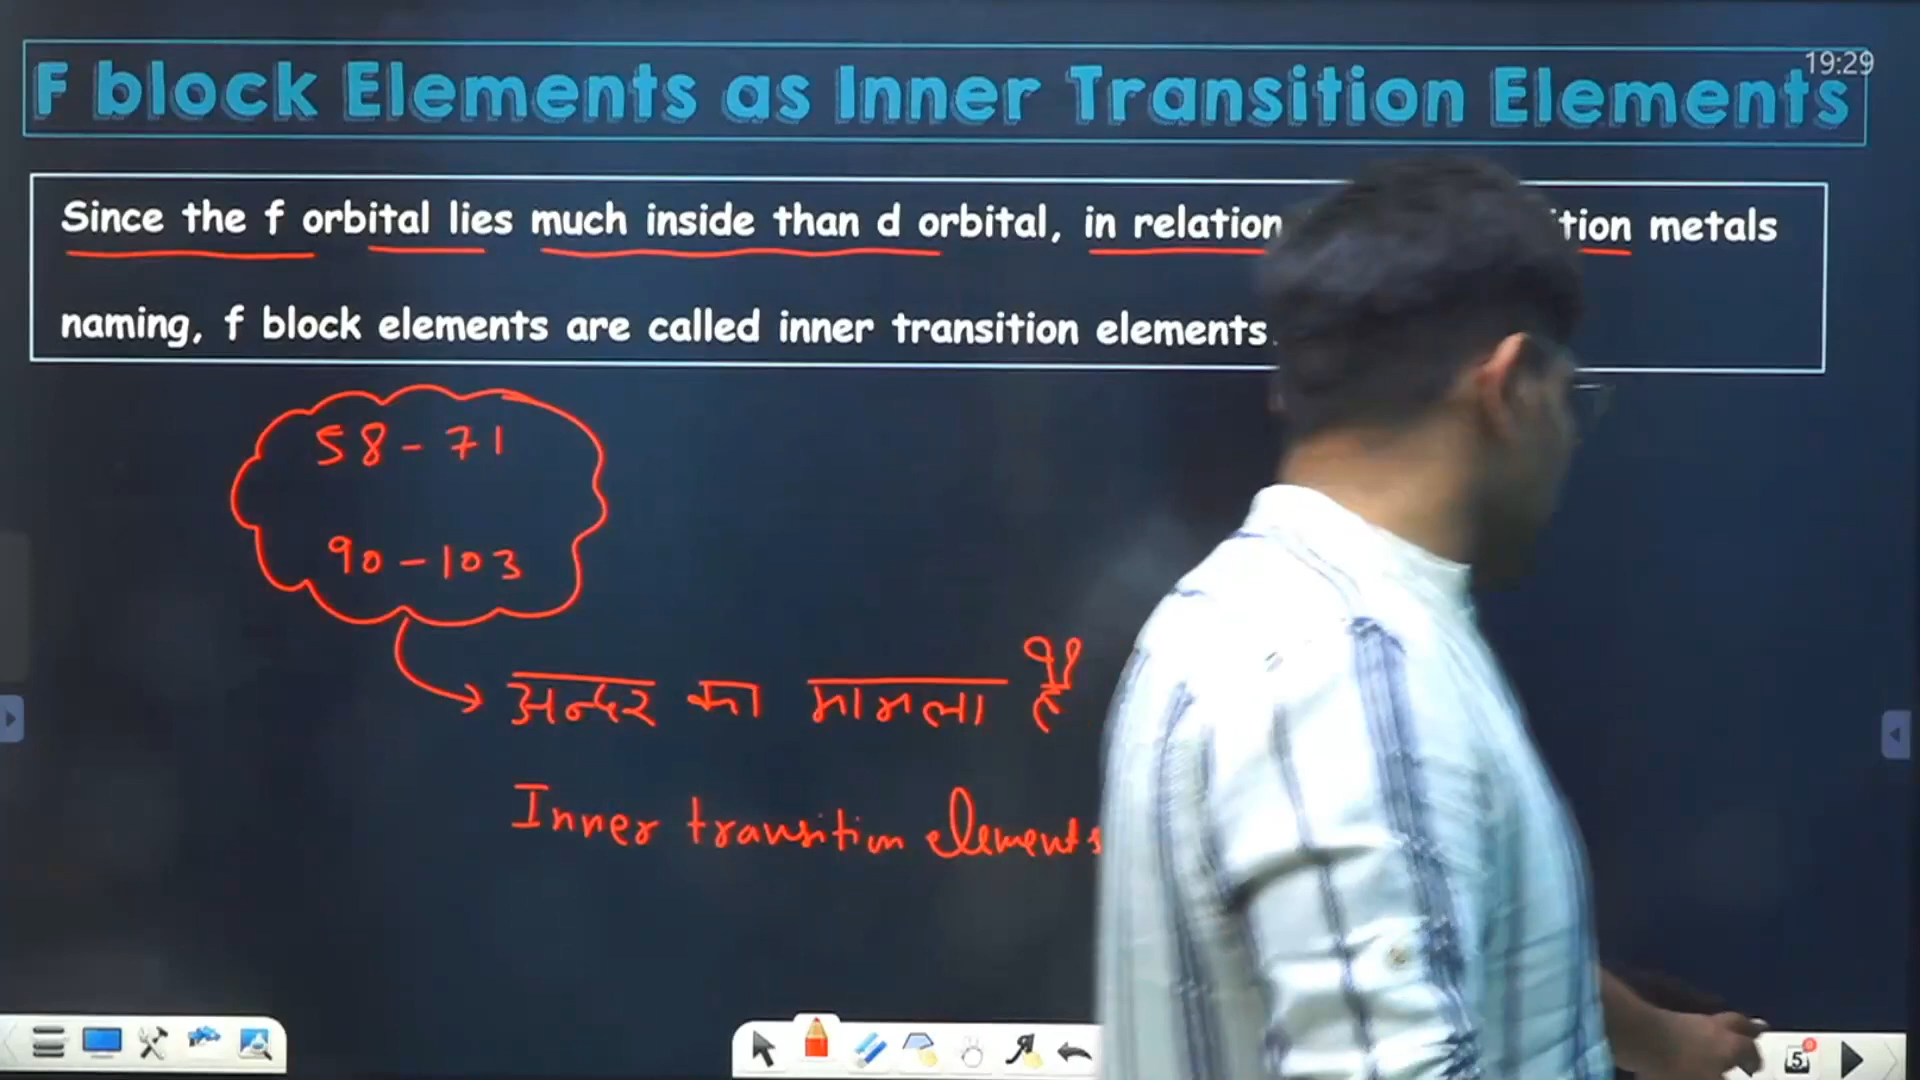 19:29
F block Elements as Inner Transition Elements
Since the f orbital lies much inside than d orbital, in relation tion metals
naming, f block elements are called inner transition elements.
58-71
90-103
अन्दर का मामला है
Inner transition elements
5